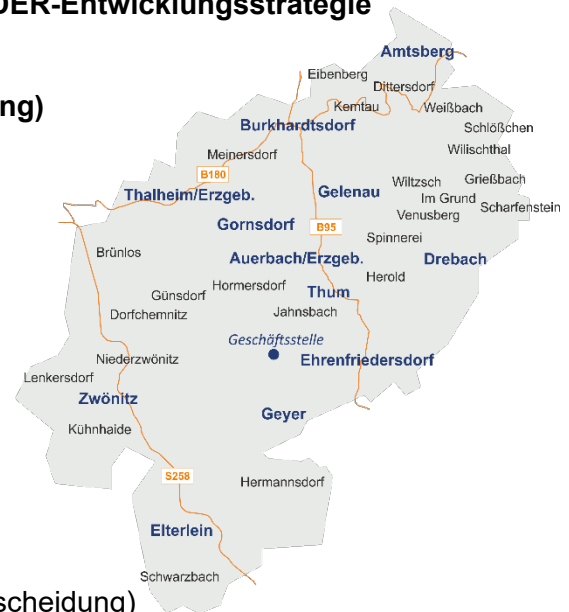 DER-Entwicklungsstrategie
Amtsberg
Eibenberg
Dittersdorf
ng)
Kemtau
Weißbach
Burkhardtsdorf
Schlößchen
Meinersdorf
Wilischthal
B180
Thalheim/Erzgeb.
Gelenau
Wiltzsch
Grießbach
Im Grund
Scharfenstein
Venusberg
Gornsdorf
B95
Spinnerei
Brünlos
Auerbach/Erzgeb.
Drebach
Herold
Hormersdorf
Günsdorf
Thum
Dorfchemnitz
Jahnsbach
Geschäftsstelle
Niederzwönitz
Ehrenfriedersdorf
Lenkersdorf
Zwönitz
Geyer
Kühnhaide
S258
Hermannsdorf
Elterlein
Schwarzbach
scheidung)